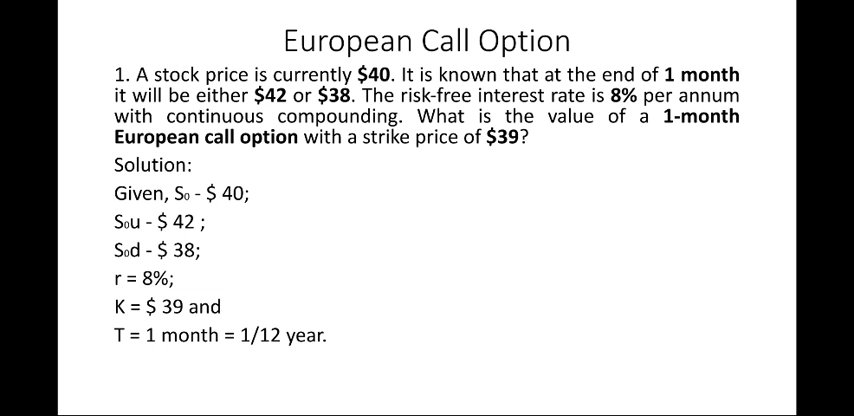 European Call Option
1. A stock price is currently $40. It is known that at the end of 1 month
it will be either $42 or $38. The risk-free interest rate is 8% per annum
with continuous compounding. What is the value of a 1-month
European call option with a strike price of $39?
Solution:
Given, S₀ - $ 40;
S₀u - $ 42 ;
S₀d - $ 38;
r = 8%;
K = $ 39 and
T = 1 month = 1/12 year.